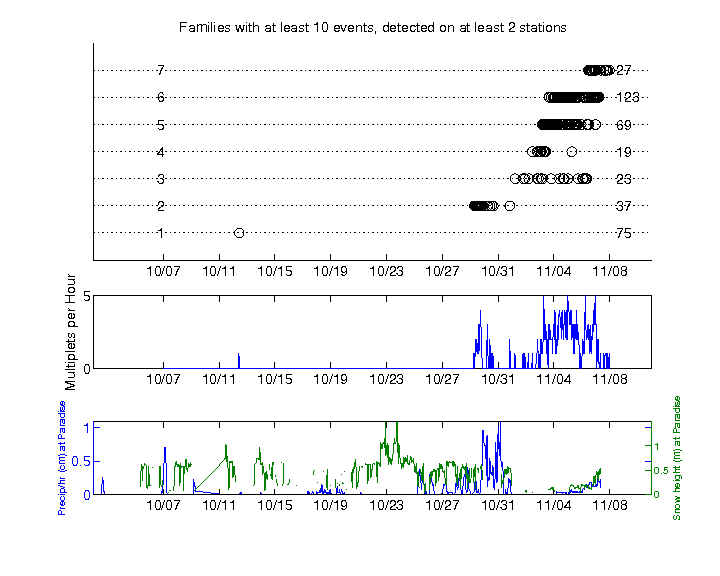 Families with at least 10 events, detected on at least 2 stations
7 27
6 123
5 69
4 19
3 23
2 37
1 75
10/07 10/11 10/15 10/19 10/23 10/27 10/31 11/04 11/08
Multiplets per Hour
5
0
10/07 10/11 10/15 10/19 10/23 10/27 10/31 11/04 11/08
Precip/hr (cm) at Paradise
1
0.5
0
Snow height (m) at Paradise
1
0.5
0
10/07 10/11 10/15 10/19 10/23 10/27 10/31 11/04 11/08